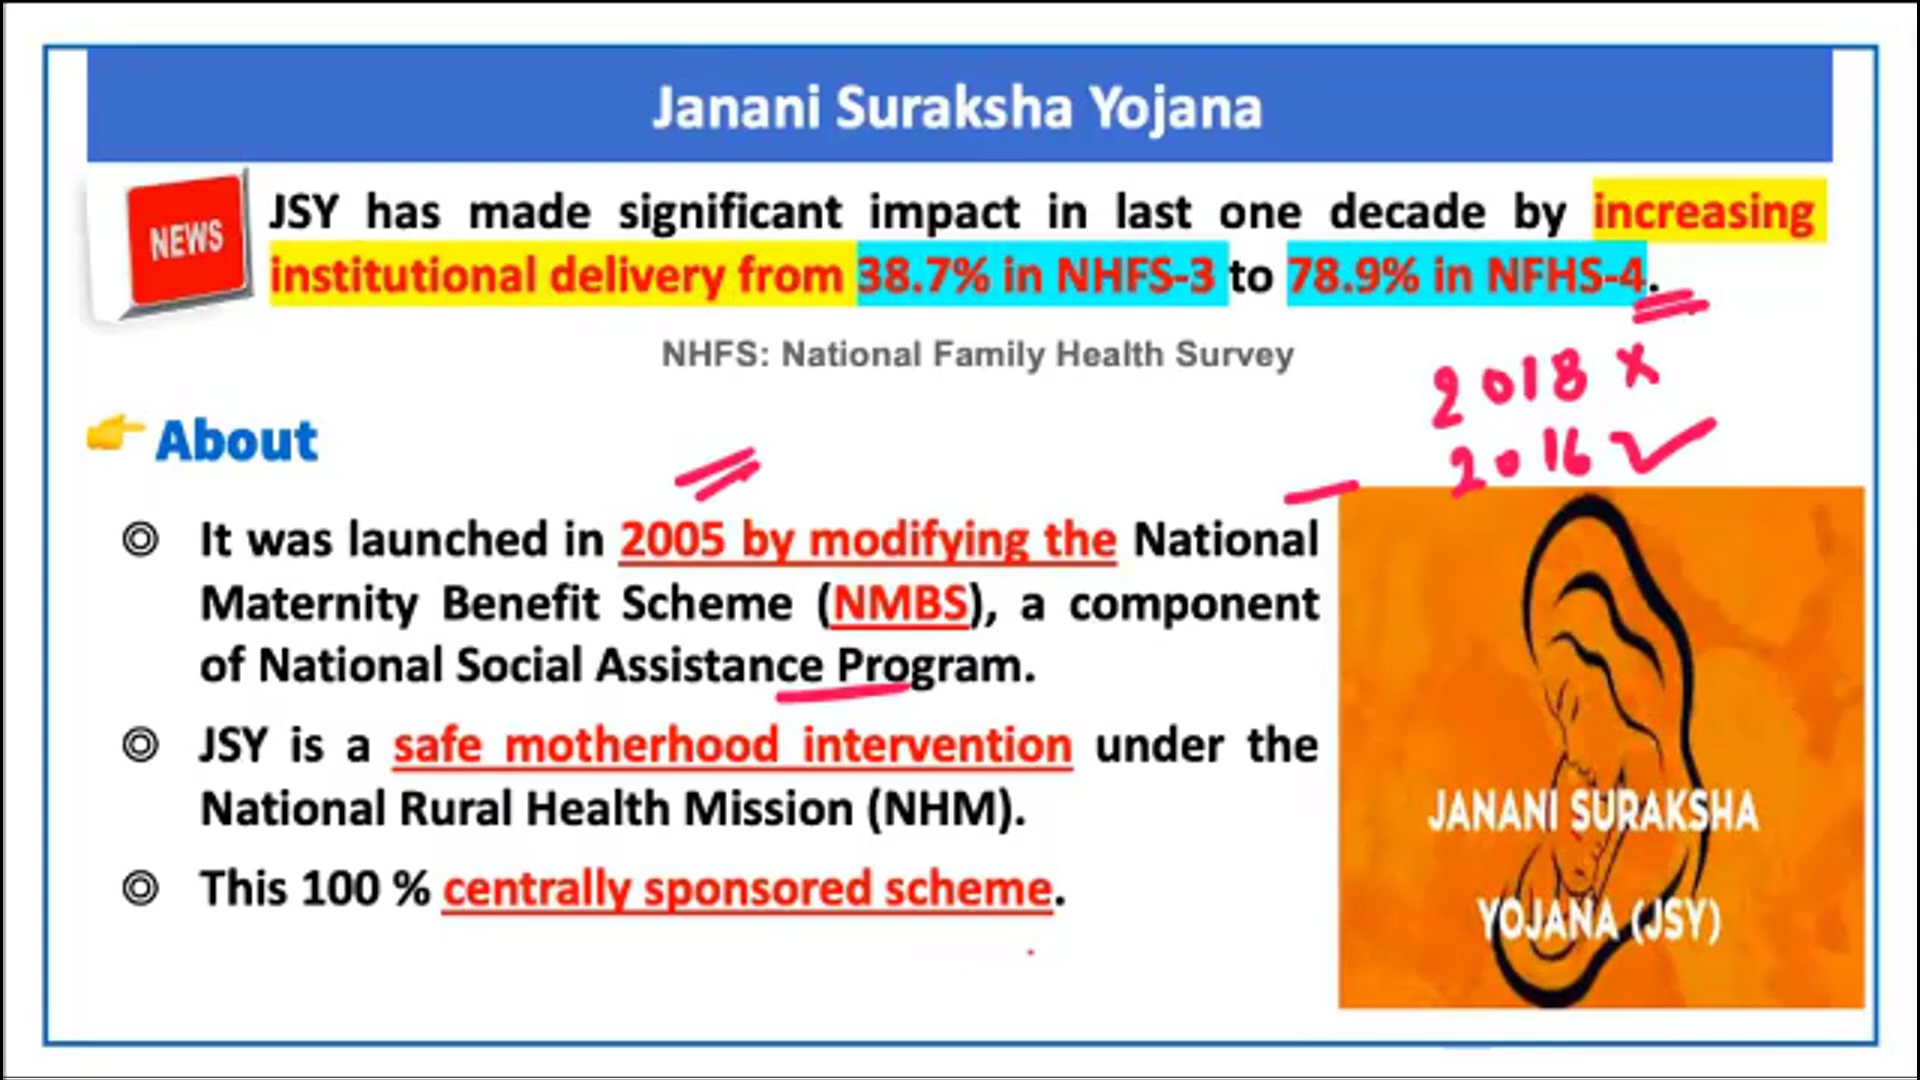 Janani Suraksha Yojana
NEWS
JSY has made significant impact in last one decade by increasing
institutional delivery from 38.7% in NHFS-3 to 78.9% in NFHS-4.
NHFS: National Family Health Survey
2018 x
2016 ✓
About
It was launched in 2005 by modifying the National
Maternity Benefit Scheme (NMBS), a component
of National Social Assistance Program.
JSY is a safe motherhood intervention under the
National Rural Health Mission (NHM).
This 100 % centrally sponsored scheme.
JANANI SURAKSHA
YOJANA (JSY)